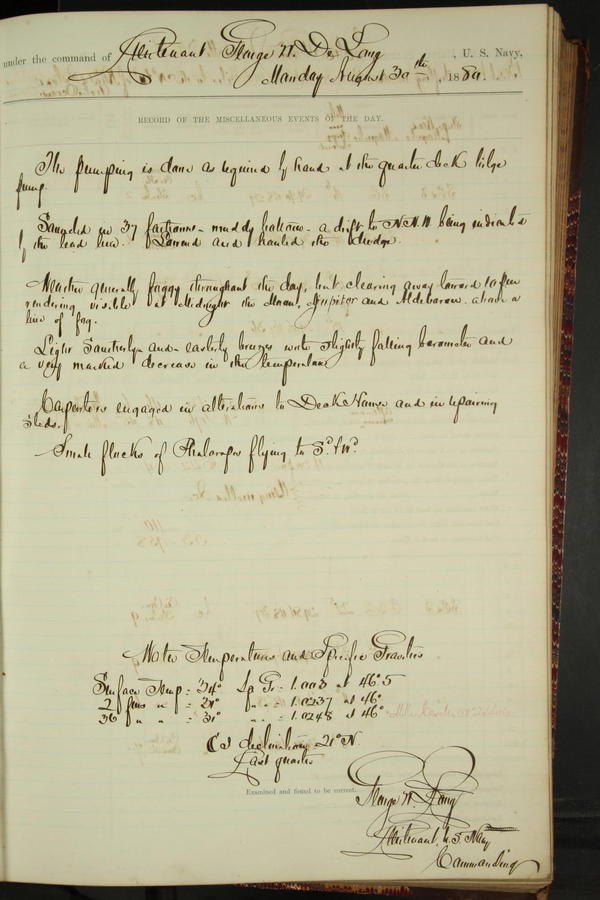 under the command of Lieutenant George W. De Long, U. S. Navy,
Monday August 30th, 1880.
RECORD OF THE MISCELLANEOUS EVENTS OF THE DAY.
The pumping is done as required by hand at the quarter deck bilge
pump.
Sounded in 37 fathoms - muddy bottom - a drift to N.N.W. being indicated
by the lead line. Lowered and hauled the dredge.
Weather generally foggy throughout the day, but clearing away toward
rendering visible at Midnight the Moon, Jupiter and Aldebaran above a
line of fog.
Light Southerly and easterly breezes with slightly falling barometer and
a very marked decrease in the temperature
Carpenters engaged in alterations to Deck House and in repairing
sleds.
Small flocks of Phalaropes flying to Sd & Wd.
Water Temperatures and Specific Gravities
Surface Temp = 34° Sp Gr = 1.003 at 46°.5
2 fms " = 31° " " = 1.0237 at 46°
36 " " = 31° " " = 1.0248 at 46°
declination 21° N.
Last quarter
Examined and found to be correct.
George W. De Long
Lieutenant, U.S. Navy
Commanding